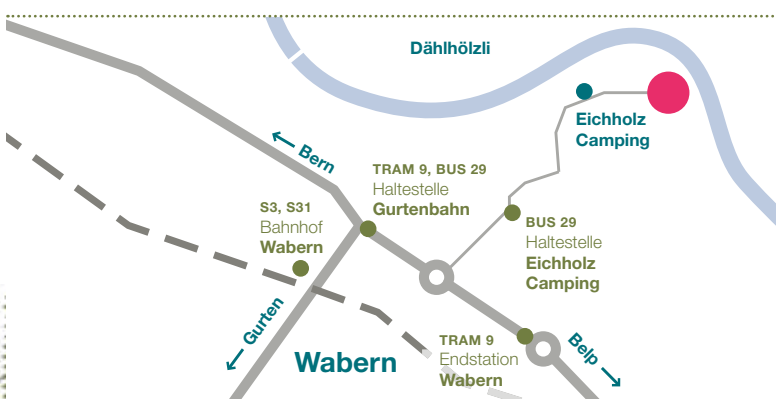 Dählhölzli
Eichholz
Camping
← Bern
TRAM 9, BUS 29
Haltestelle
Gurtenbahn
S3, S31
Bahnhof
Wabern
BUS 29
Haltestelle
Eichholz
Camping
← Gurten
Wabern
TRAM 9
Endstation
Wabern
Belp →